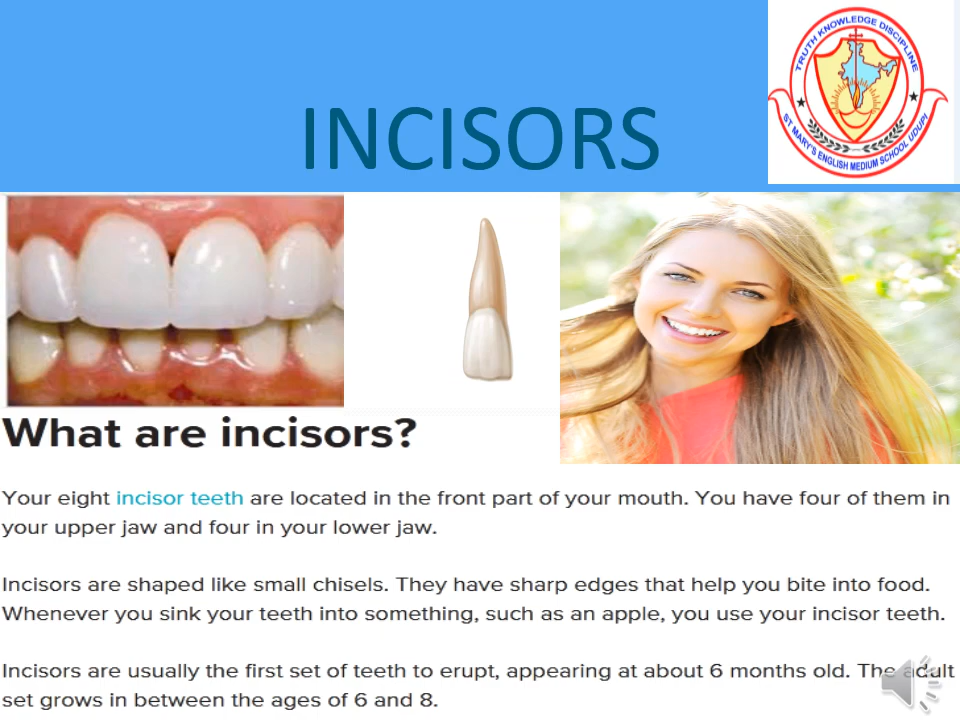 TRUTH KNOWLEDGE DISCIPLINE
ST MARY'S ENGLISH MEDIUM SCHOOL UDUPI
INCISORS
What are incisors?
Your eight incisor teeth are located in the front part of your mouth. You have four of them in
your upper jaw and four in your lower jaw.
Incisors are shaped like small chisels. They have sharp edges that help you bite into food.
Whenever you sink your teeth into something, such as an apple, you use your incisor teeth.
Incisors are usually the first set of teeth to erupt, appearing at about 6 months old. The adult
set grows in between the ages of 6 and 8.